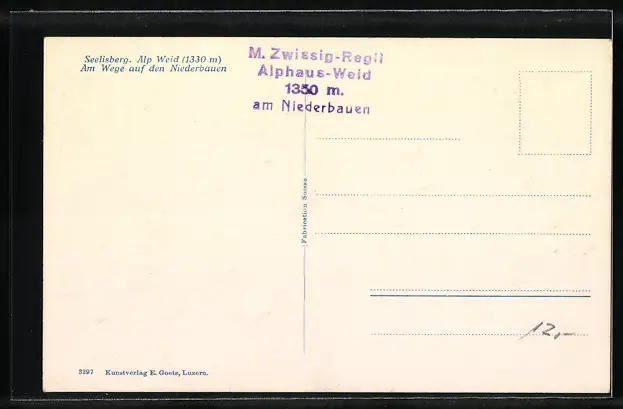 Seelisberg. Alp Weid (1330 m)
Am Wege auf den Niederbauen
M. Zwissig-Regli
Alphaus-Weid
1350 m.
am Niederbauen
Fabrication Suisse
12,-
3397 Kunstverlag E. Goetz, Luzern.